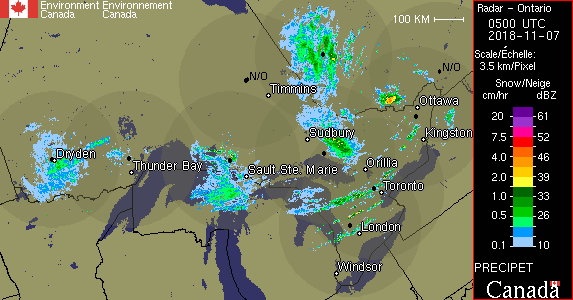 Environment Environnement
Canada Canada
100 KM
N/O
N/O
Timmins
Ottawa
Sudbury
Kingston
Dryden
Thunder Bay
Sault Ste. Marie
Orillia
Toronto
London
Windsor
Radar - Ontario
0500 UTC
2018-11-07
Scale/Échelle:
3.5 km/Pixel
Snow/Neige
cm/hr dBZ
20 61
7.5 52
4.0 46
2.0 39
1.0 33
0.5 26
0.1 10
PRECIPET
Canada